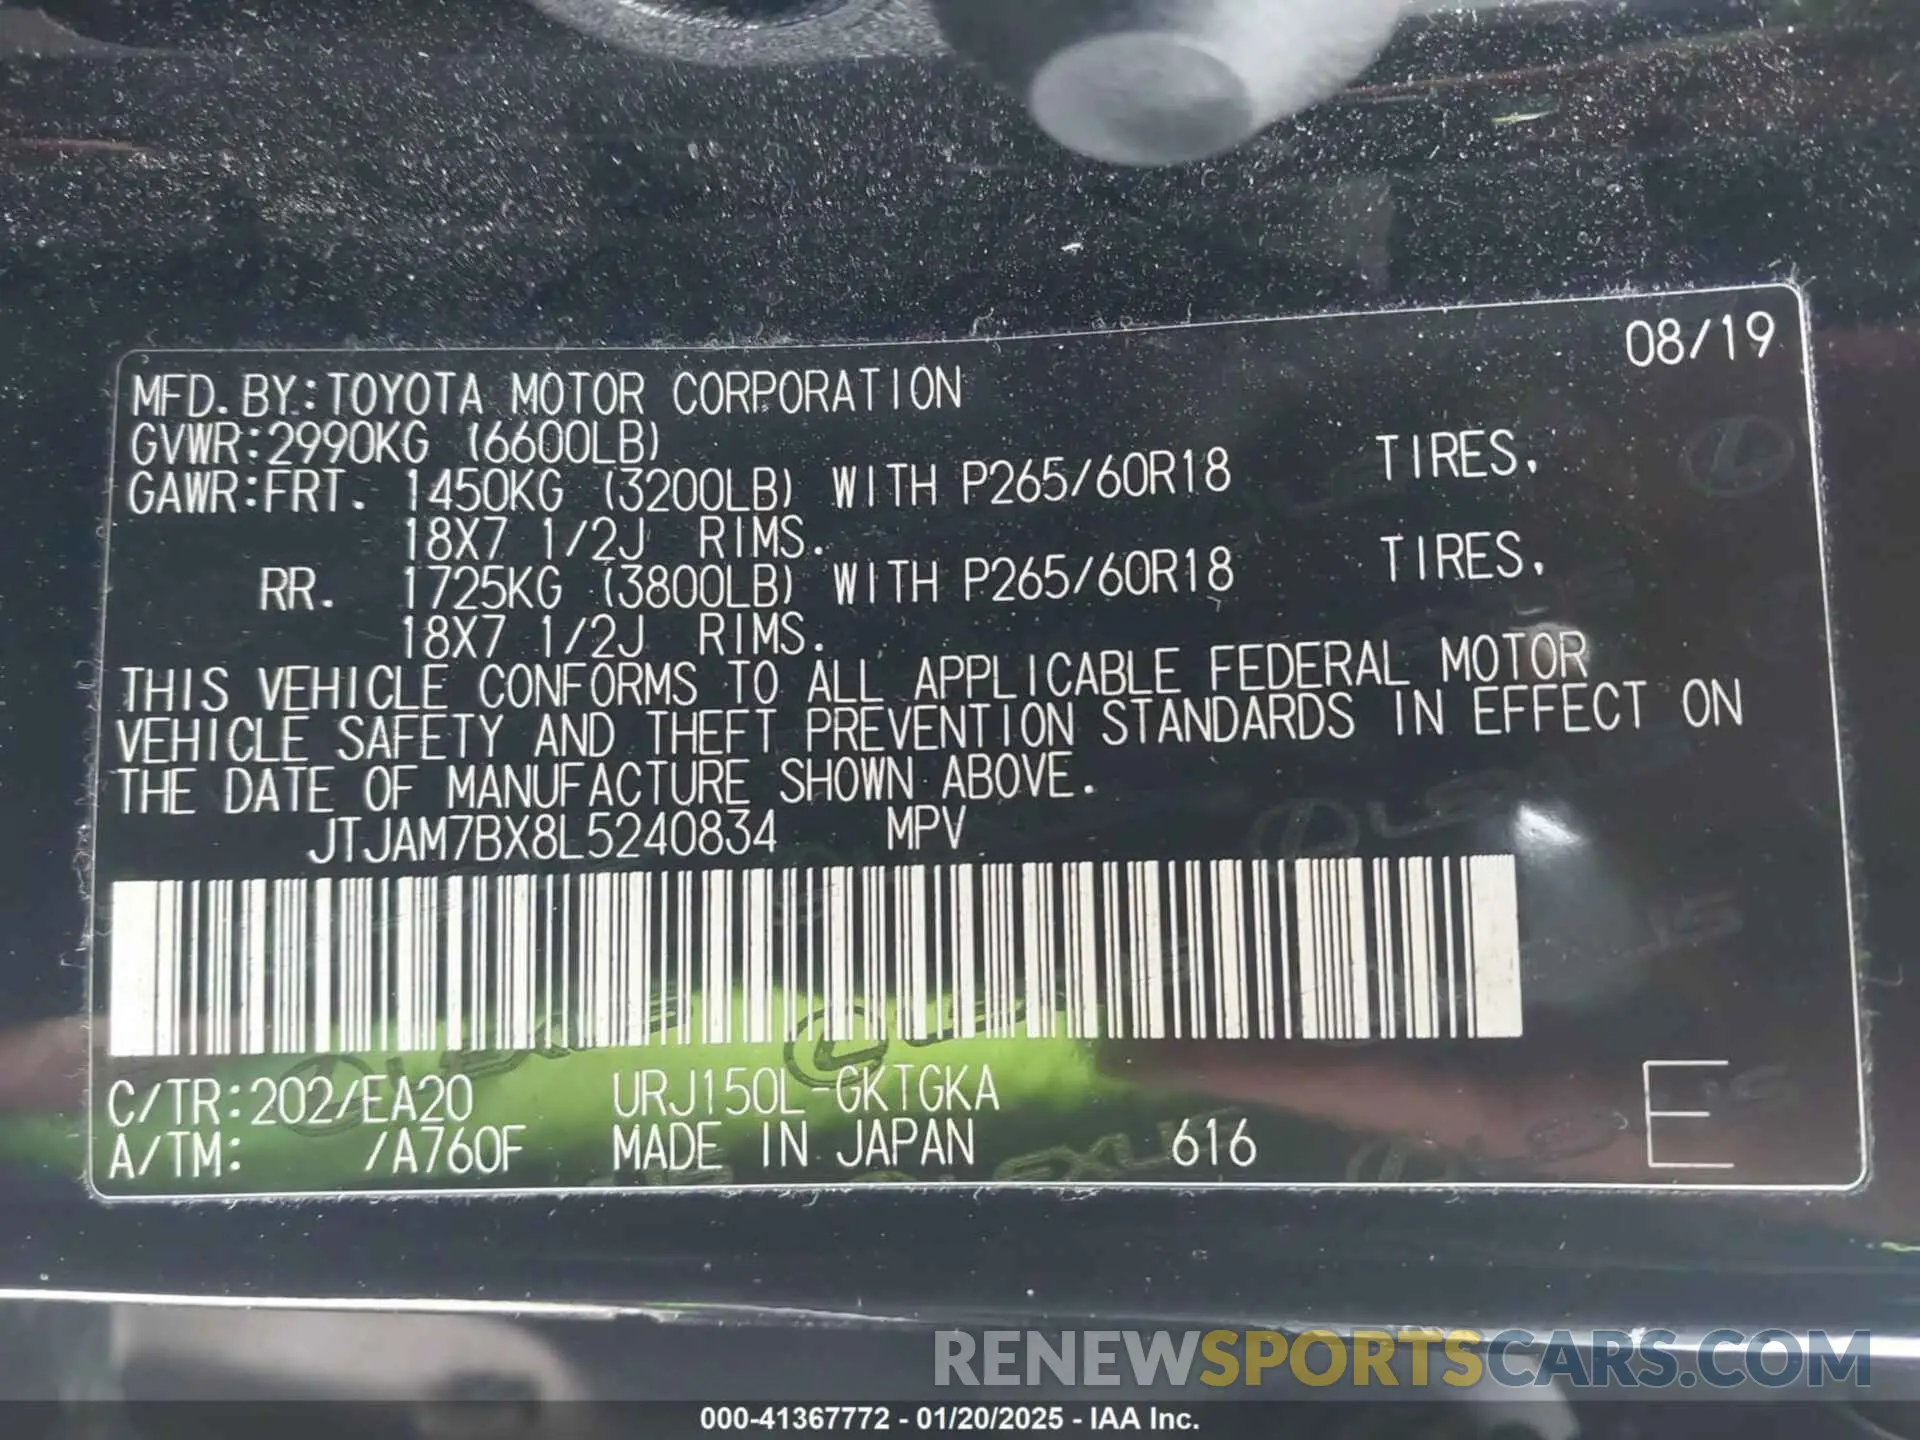 08/19
MFD. BY:TOYOTA MOTOR CORPORATION
GVWR:2990KG (6600LB)
GAWR:FRT. 1450KG (3200LB) WITH P265/60R18 TIRES,
18X7 1/2J RIMS.
RR. 1725KG (3800LB) WITH P265/60R18 TIRES,
18X7 1/2J RIMS.
THIS VEHICLE CONFORMS TO ALL APPLICABLE FEDERAL MOTOR
VEHICLE SAFETY AND THEFT PREVENTION STANDARDS IN EFFECT ON
THE DATE OF MANUFACTURE SHOWN ABOVE.
JTJAM7BX8L5240834 MPV
C/TR:202/EA20 URJ150L-GKTGKA
A/TM: /A760F MADE IN JAPAN 616 E
LEXUS
RENEWSPORTSCARS.COM
000-41367772 - 01/20/2025 - IAA Inc.